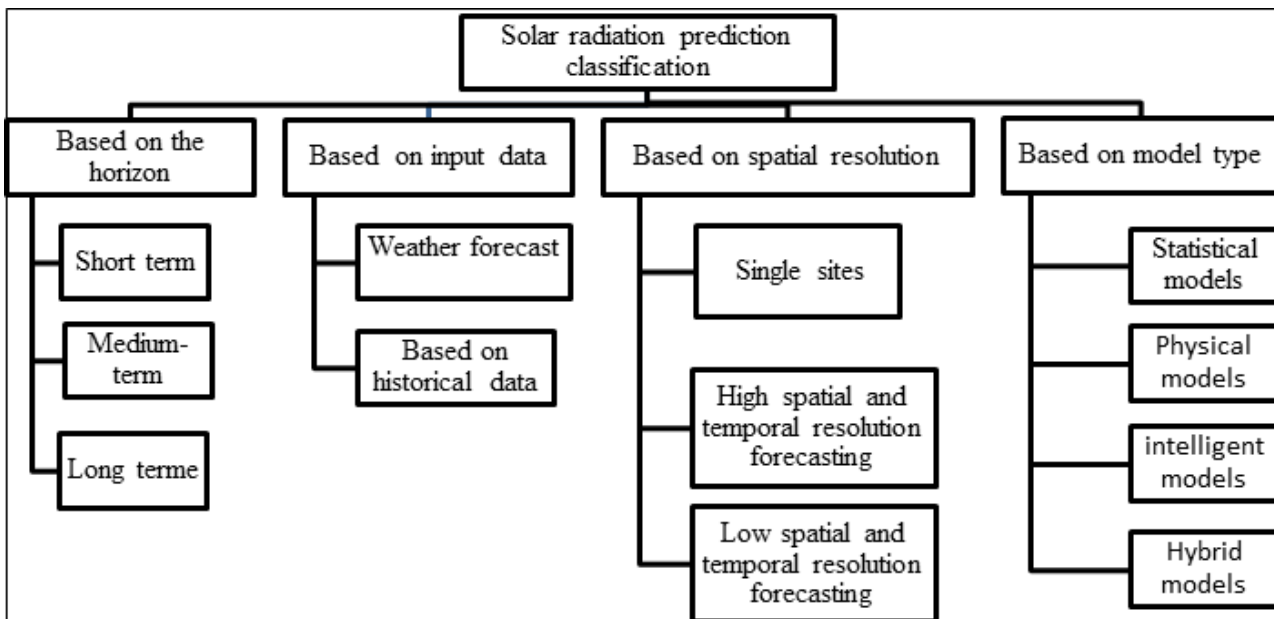 Solar radiation prediction
classification
Based on the
horizon
Based on input data
Based on spatial resolution
Based on model type
Short term
Medium-
term
Long terme
Weather forecast
Based on
historical data
Single sites
High spatial and
temporal resolution
forecasting
Low spatial and
temporal resolution
forecasting
Statistical
models
Physical
models
intelligent
models
Hybrid
models